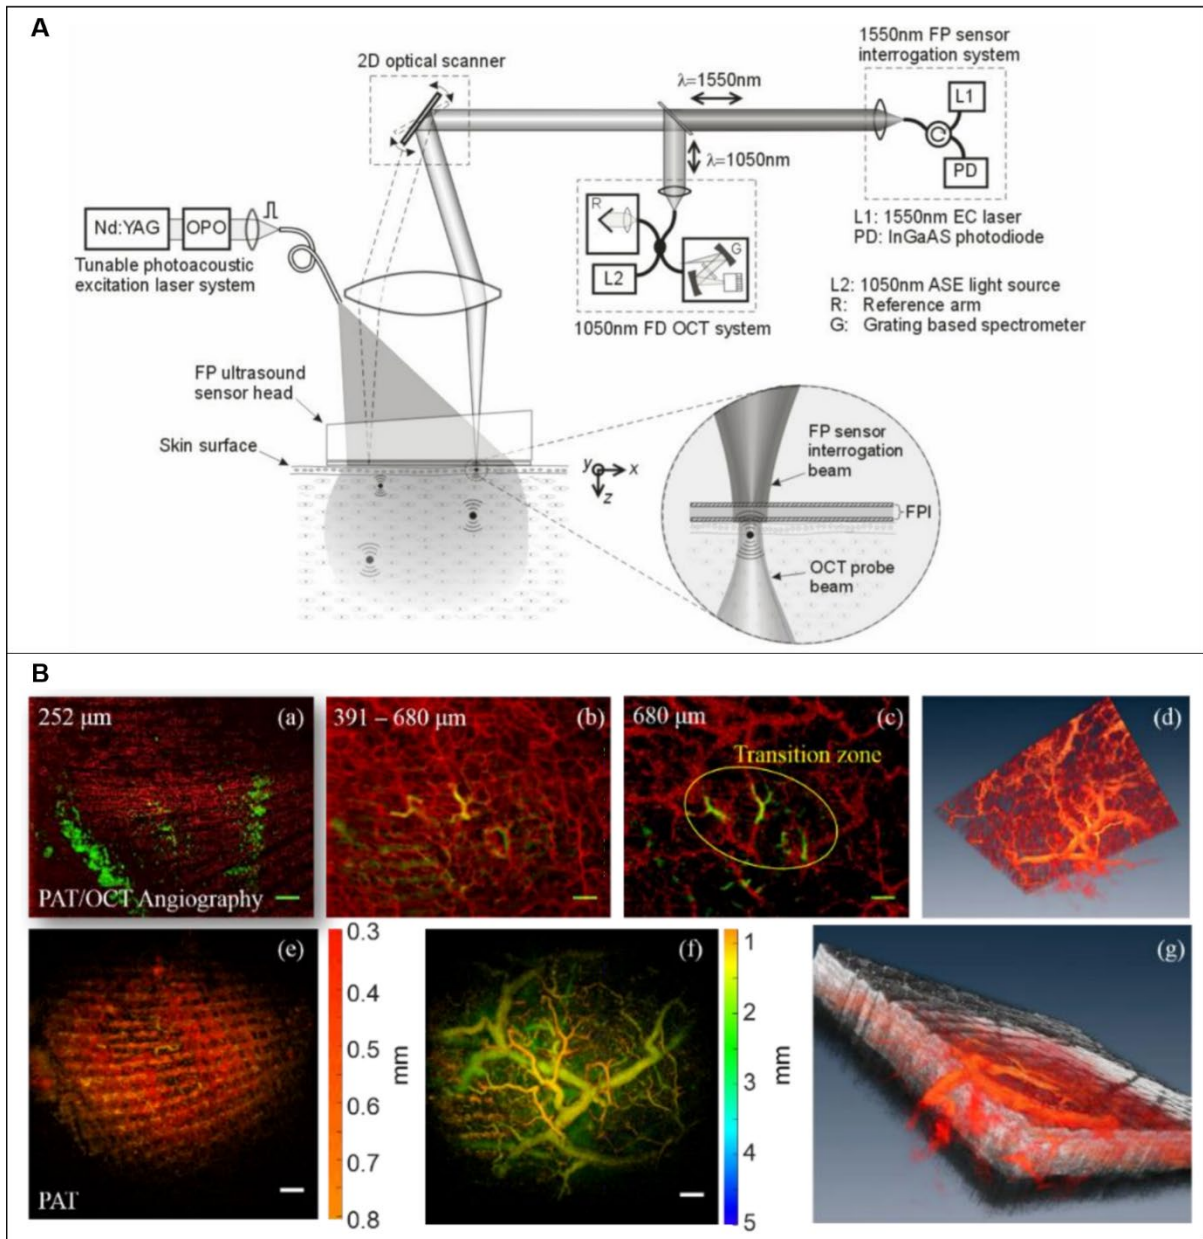 A
1550nm FP sensor
interrogation system
2D optical scanner
λ=1550nm
L1
λ=1050nm
PD
R
Nd:YAG
OPO
G
L1: 1550nm EC laser
PD: InGaAS photodiode
Tunable photoacoustic
excitation laser system
L2
L2: 1050nm ASE light source
R: Reference arm
G: Grating based spectrometer
1050nm FD OCT system
FP ultrasound
sensor head
Skin surface
y
x
z
FP sensor
interrogation
beam
FPI
OCT probe
beam
B
252 μm
(a)
PAT/OCT Angiography
391 – 680 μm
(b)
680 μm
(c)
Transition zone
(d)
(e)
PAT
0.3
0.4
0.5
0.6
0.7
0.8
mm
(f)
1
2
3
4
5
mm
(g)